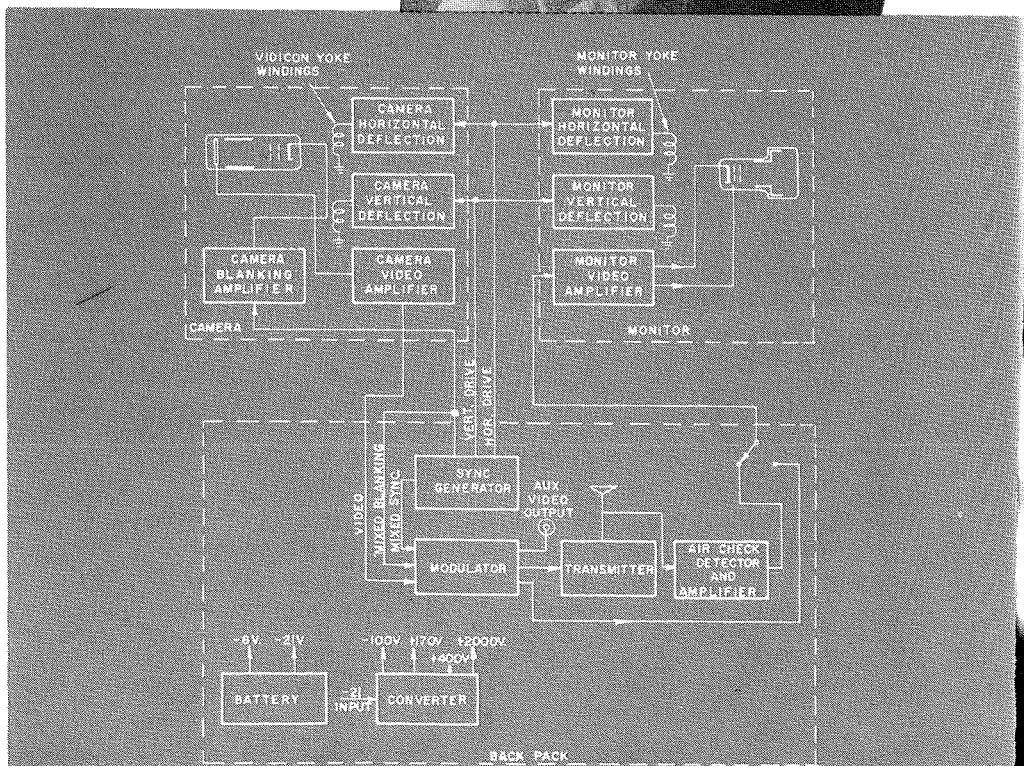 VIDICON YOKE
WINDINGS
MONITOR YOKE
WINDINGS
CAMERA
HORIZONTAL
DEFLECTION
MONITOR
HORIZONTAL
DEFLECTION
CAMERA
VERTICAL
DEFLECTION
MONITOR
VERTICAL
DEFLECTION
CAMERA
BLANKING
AMPLIFIER
CAMERA
VIDEO
AMPLIFIER
MONITOR
VIDEO
AMPLIFIER
CAMERA
MONITOR
VERT. DRIVE
HOR. DRIVE
VIDEO
MIXED BLANKING
MIXED SYNC.
SYNC
GENERATOR
AUX
VIDEO
OUTPUT
MODULATOR
TRANSMITTER
AIR CHECK
DETECTOR
AND
AMPLIFIER
-6V. -21V
-100V. +170V. +2000V.
+400V
BATTERY
-21
INPUT
CONVERTER
BACK PACK